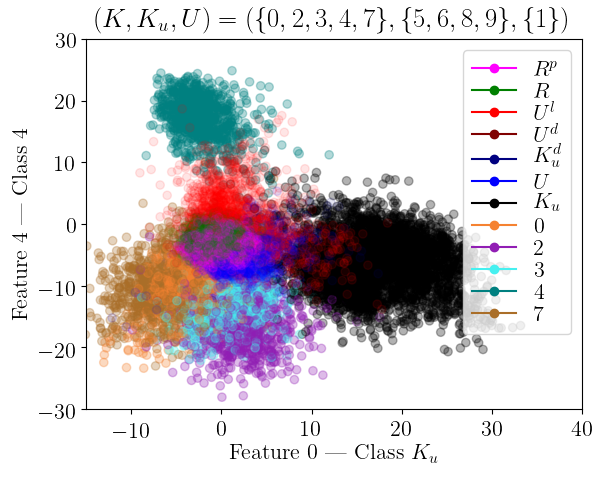 (K, K_u, U) = ({0, 2, 3, 4, 7}, {5, 6, 8, 9}, {1})
30
20
10
0
−10
−20
−30
Feature 4 — Class 4
R^p
R
U^l
U^d
K_u^d
U
K_u
0
2
3
4
7
−10
0
10
20
30
40
Feature 0 — Class K_u